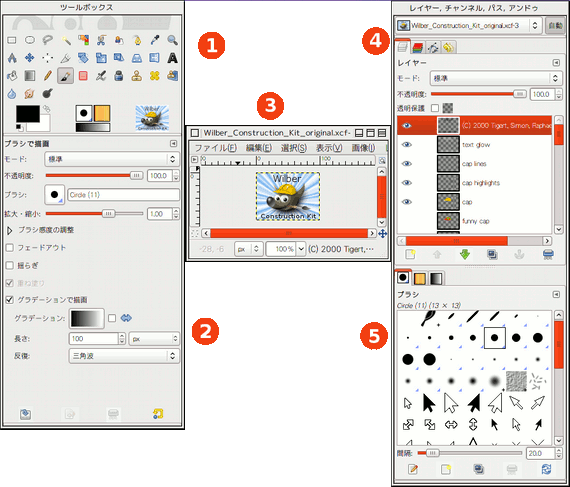 ツールボックス
1
ブラシで描画
モード: 標準
不透明度: 100.0
ブラシ: Circle (11)
拡大・縮小: 1.00
ブラシ感度の調整
フェードアウト
揺らぎ
重ね塗り
グラデーションで描画
グラデーション:
長さ: 100 px
反復: 三角波
2
3
Wilber_Construction_Kit_original.xcf-
ファイル(F) 編集(E) 選択(S) 表示(V) 画像(I)
0 100
0
Wilber
Construction Kit
-28, -6 px 100% (C) 2000 Tigert,...
4
レイヤー, チャンネル, パス, アンドゥ
Wilber_Construction_Kit_original.xcf-3 自動
レイヤー
モード: 標準
不透明度: 100.0
透明保護
(C) 2000 Tigert, Simon, Raphaë
text glow
cap lines
cap highlights
cap
funny cap
5
ブラシ
Circle (11) (13 × 13)
間隔: 20.0